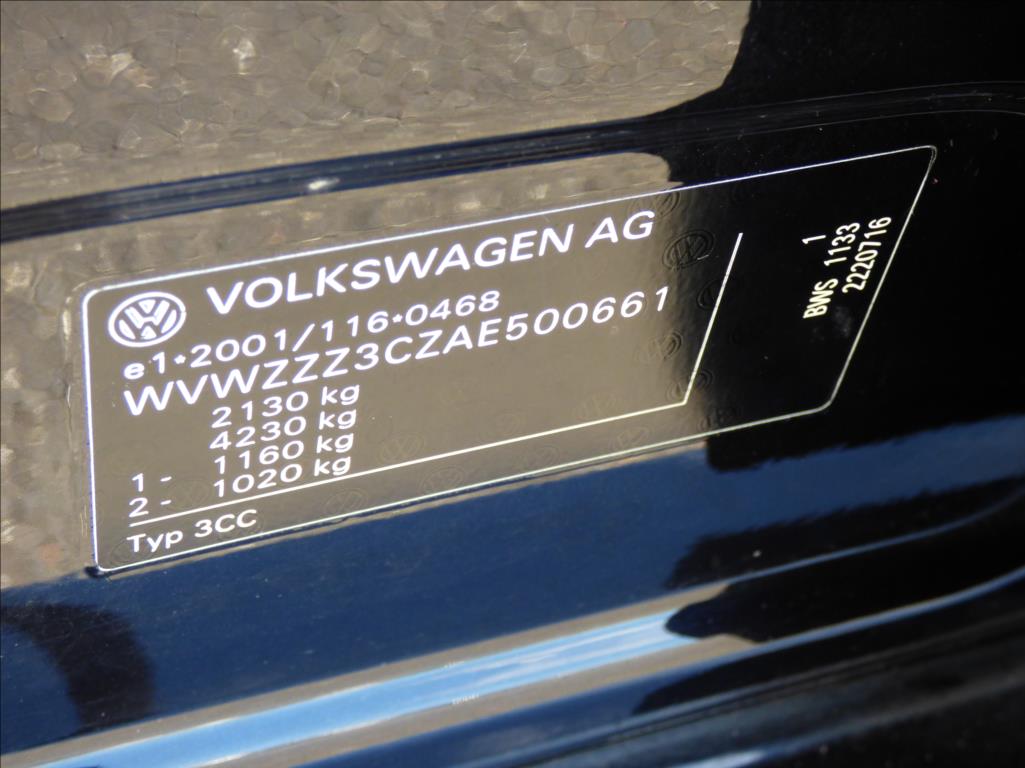 VOLKSWAGEN AG
e1*2001/116*0468
WVWZZZ3CZAE500661
2130 kg
4230 kg
1 - 1160 kg
2 - 1020 kg
Typ 3CC
1
BWS 1133
2220716